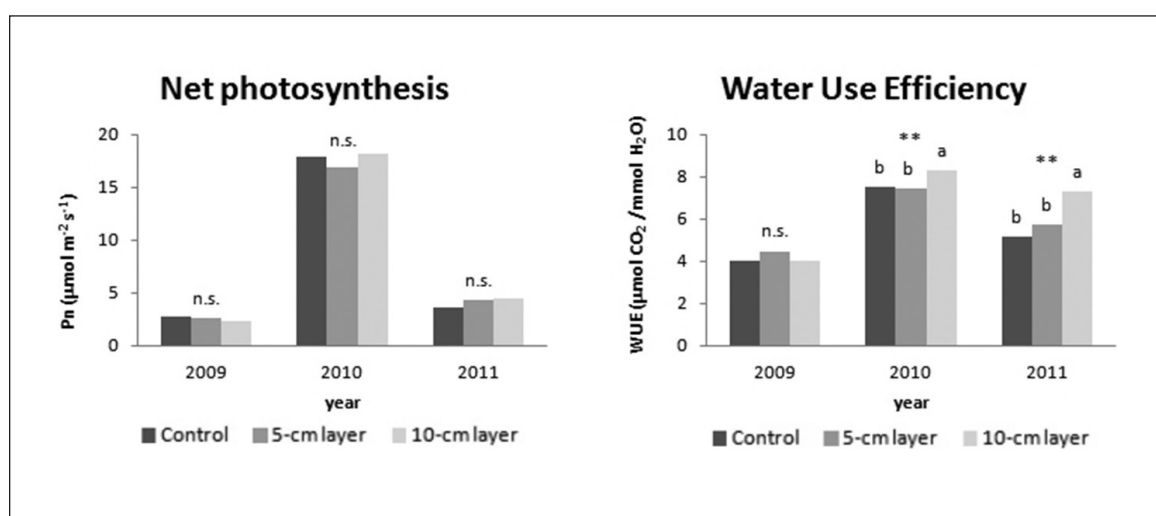 Net photosynthesis
Pn (µmol m-2 s-1)
20
15
10
5
0
n.s.
n.s.
n.s.
2009 2010 2011
year
Control 5-cm layer 10-cm layer
Water Use Efficiency
WUE (µmol CO2 /mmol H2O)
10
8
6
4
2
0
n.s.
**
b b a
**
b b a
2009 2010 2011
year
Control 5-cm layer 10-cm layer